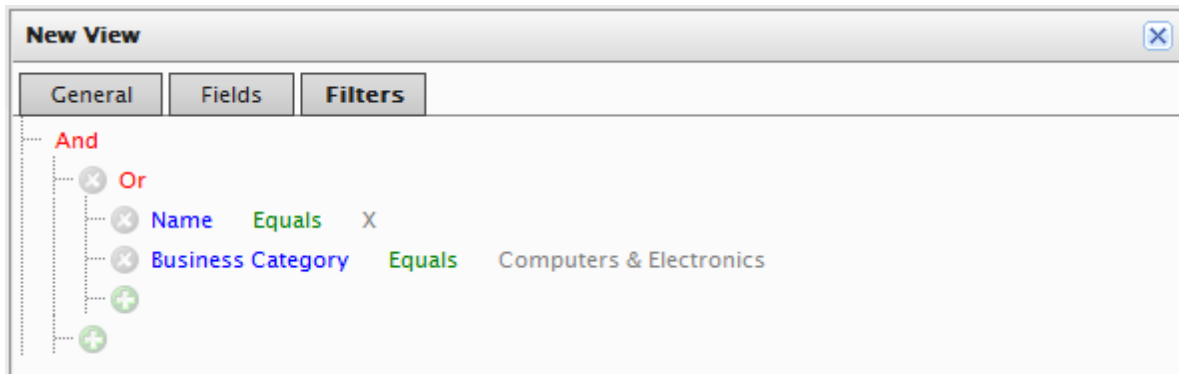 New View
General Fields Filters
And
Or
Name Equals X
Business Category Equals Computers & Electronics